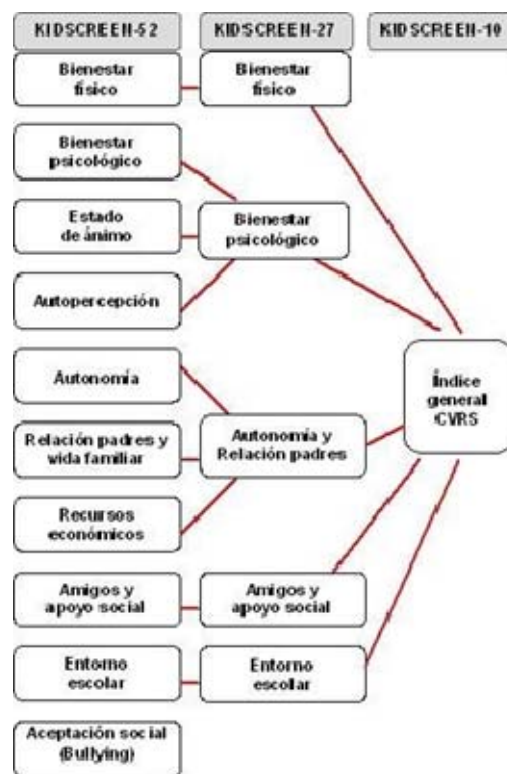 KIDSCREEN-52
KIDSCREEN-27
KIDSCREEN-10
Bienestar
físico
Bienestar
físico
Bienestar
psicológico
Estado
de ánimo
Bienestar
psicológico
Autopercepción
Autonomía
Índice
general
CVRS
Relación padres y
vida familiar
Autonomía y
Relación padres
Recursos
económicos
Amigos y
apoyo social
Amigos y
apoyo social
Entorno
escolar
Entorno
escolar
Aceptación social
(Bullying)